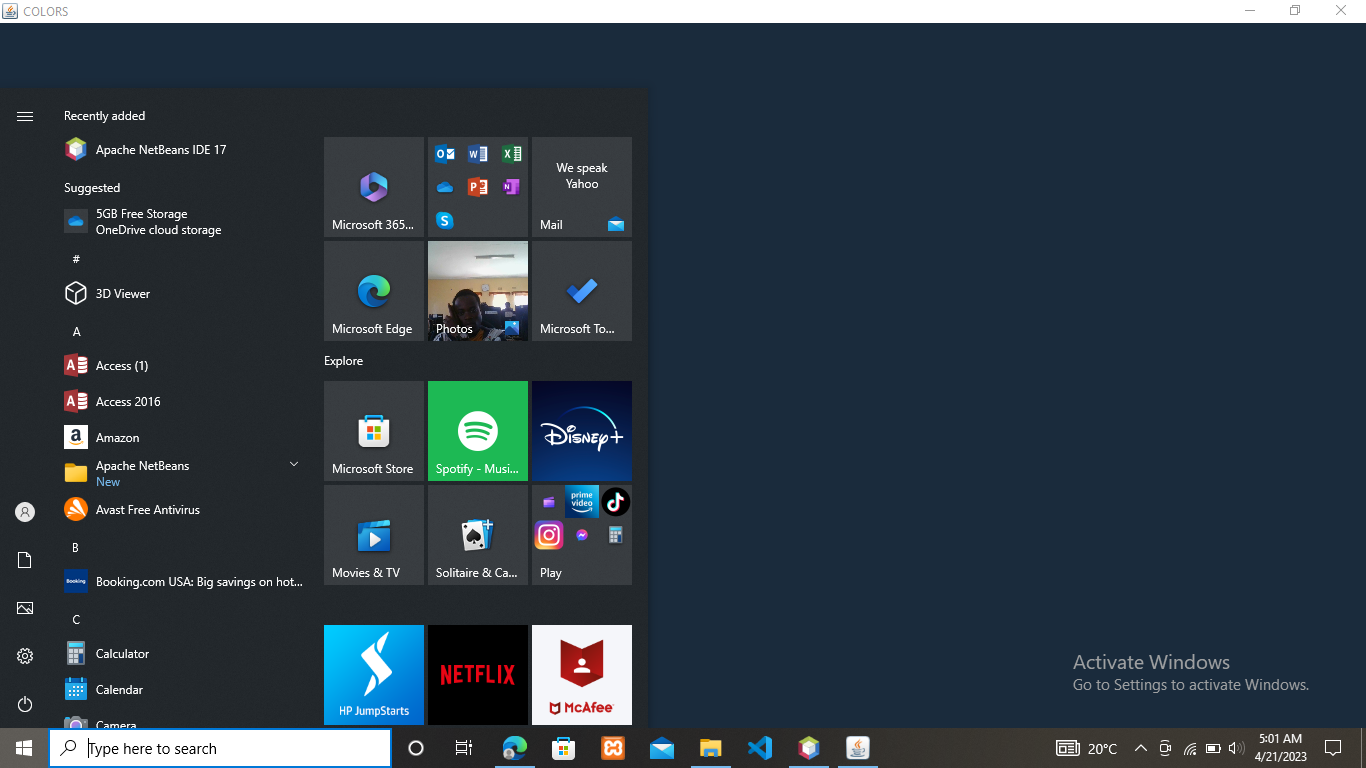 COLORS
Recently added
Apache NetBeans IDE 17
Suggested
5GB Free Storage
OneDrive cloud storage
#
3D Viewer
A
Access (1)
Access 2016
Amazon
Apache NetBeans
New
Avast Free Antivirus
B
Booking.com USA: Big savings on hot...
C
Calculator
Calendar
Camera
Microsoft 365...
We speak
Yahoo
Mail
Microsoft Edge
Photos
Microsoft To...
Explore
Microsoft Store
Spotify - Musi...
Disney+
Movies & TV
Solitaire & Ca...
prime
video
Play
HP JumpStarts
NETFLIX
McAfee
Activate Windows
Go to Settings to activate Windows.
Type here to search
20°C
5:01 AM
4/21/2023